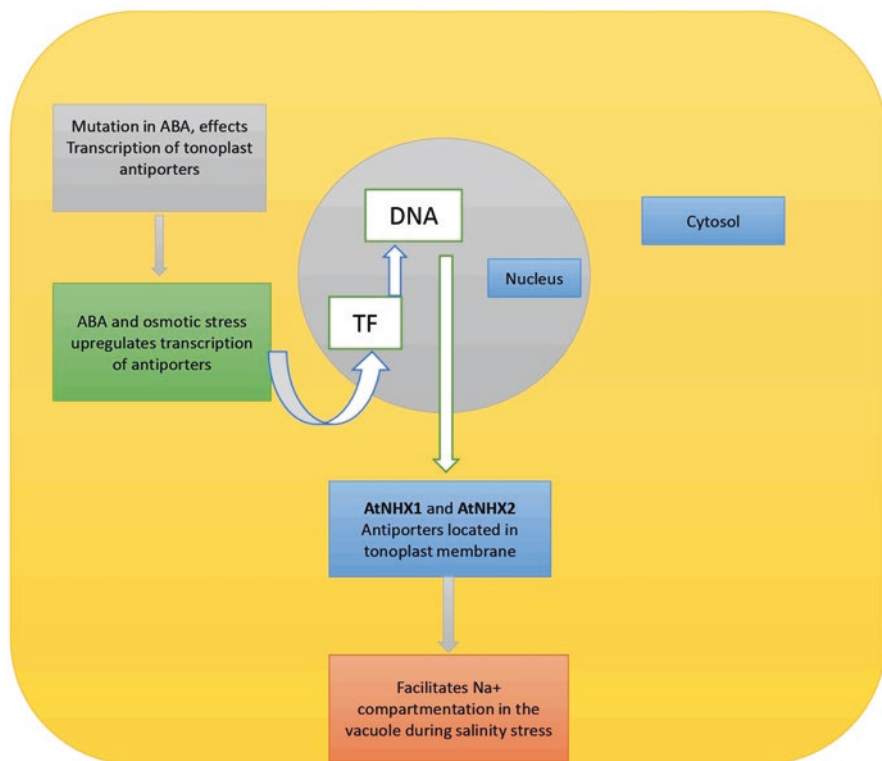 Mutation in ABA, effects
Transcription of tonoplast
antiporters
DNA
Cytosol
Nucleus
TF
ABA and osmotic stress
upregulates transcription
of antiporters
AtNHX1 and AtNHX2
Antiporters located in
tonoplast membrane
Facilitates Na+
compartmentation in the
vacuole during salinity stress